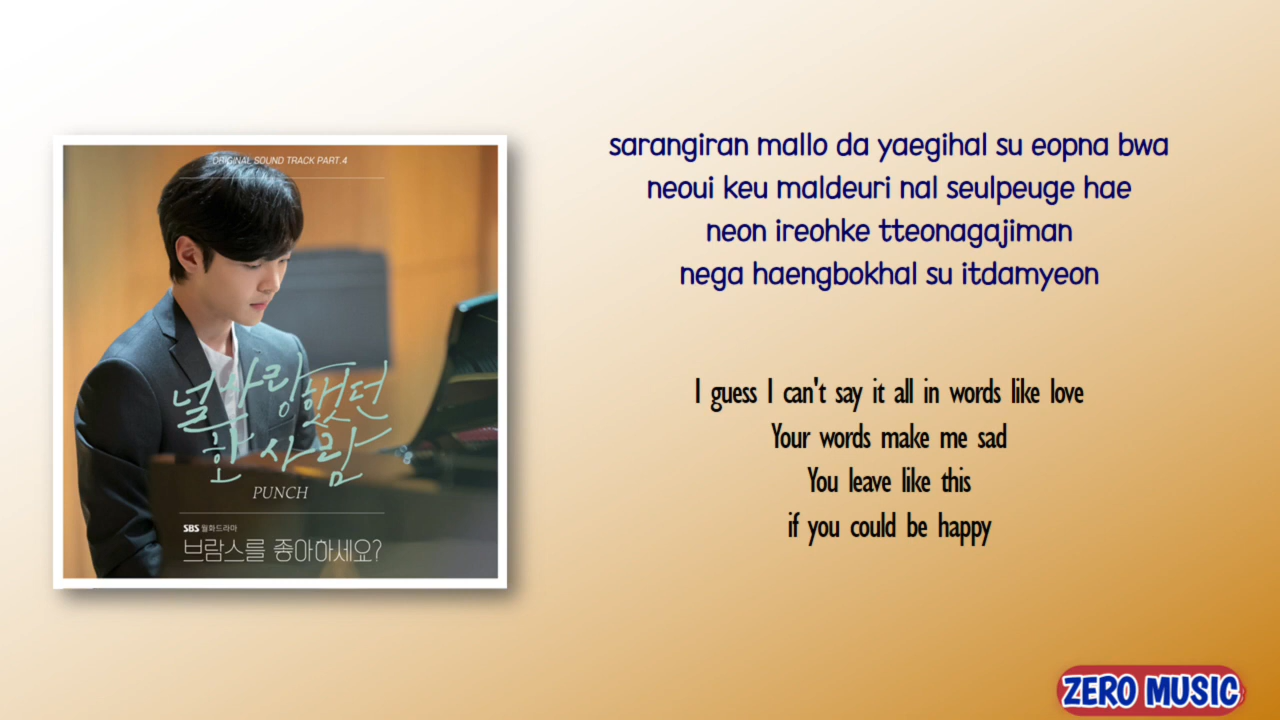 ORIGINAL SOUND TRACK PART.4
널 사랑했던
한 사람
PUNCH
SBS 월화드라마
브람스를 좋아하세요?
sarangiran mallo da yaegihal su eopna bwa
neoui keu maldeuri nal seulpeuge hae
neon ireohke tteonagajiman
nega haengbokhal su itdamyeon
I guess I can't say it all in words like love
Your words make me sad
You leave like this
if you could be happy
ZERO MUSIC